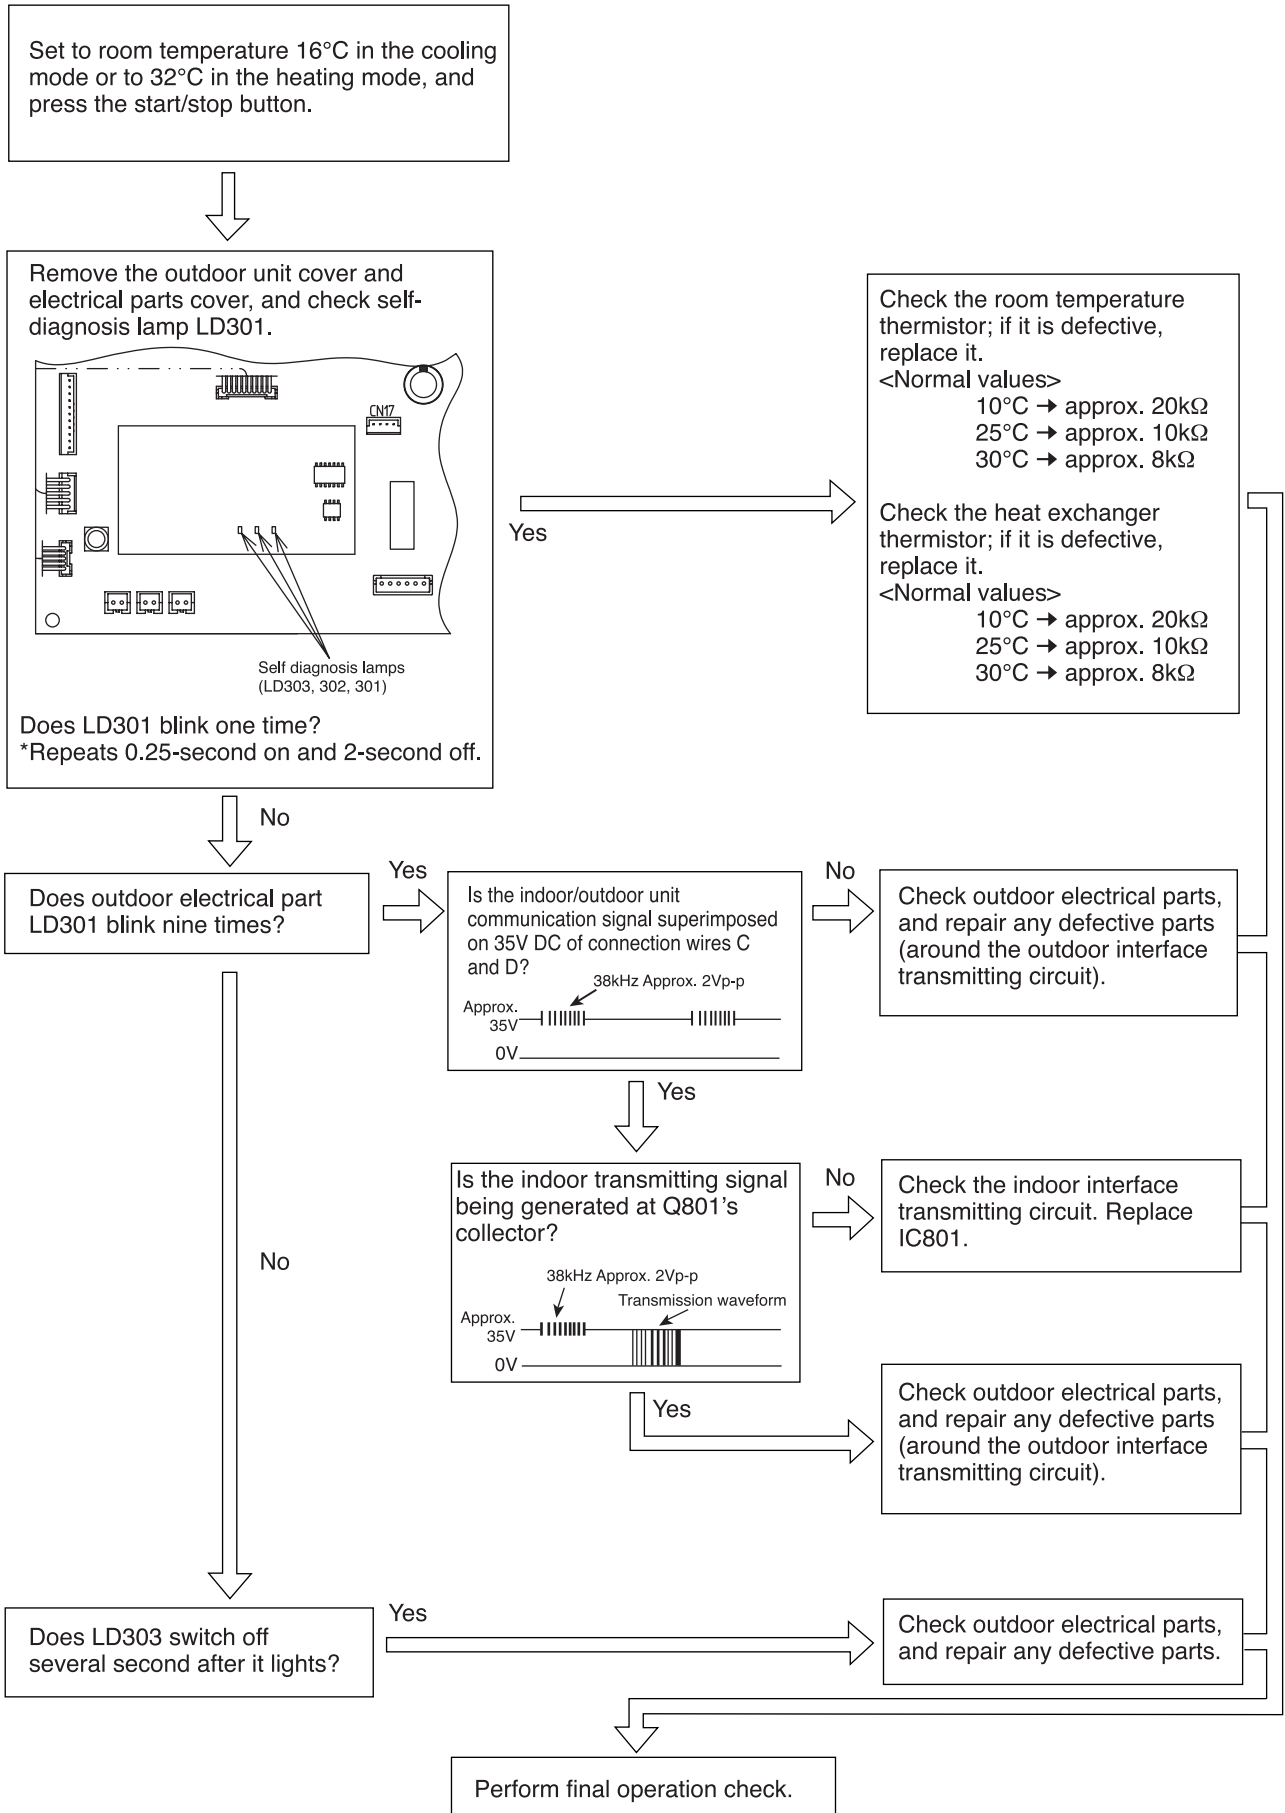 Set to room temperature 16°C in the cooling
mode or to 32°C in the heating mode, and
press the start/stop button.
Remove the outdoor unit cover and
electrical parts cover, and check self-
diagnosis lamp LD301.
CN17
Self diagnosis lamps
(LD303, 302, 301)
Does LD301 blink one time?
*Repeats 0.25-second on and 2-second off.
Yes
Check the room temperature
thermistor; if it is defective,
replace it.
<Normal values>
10°C → approx. 20kΩ
25°C → approx. 10kΩ
30°C → approx. 8kΩ
Check the heat exchanger
thermistor; if it is defective,
replace it.
<Normal values>
10°C → approx. 20kΩ
25°C → approx. 10kΩ
30°C → approx. 8kΩ
No
Does outdoor electrical part
LD301 blink nine times?
Yes
Is the indoor/outdoor unit
communication signal superimposed
on 35V DC of connection wires C
and D?
38kHz Approx. 2Vp-p
Approx.
35V
0V
No
Check outdoor electrical parts,
and repair any defective parts
(around the outdoor interface
transmitting circuit).
Yes
Is the indoor transmitting signal
being generated at Q801's
collector?
38kHz Approx. 2Vp-p
Transmission waveform
Approx.
35V
0V
No
Check the indoor interface
transmitting circuit. Replace
IC801.
Yes
Check outdoor electrical parts,
and repair any defective parts
(around the outdoor interface
transmitting circuit).
No
Does LD303 switch off
several second after it lights?
Yes
Check outdoor electrical parts,
and repair any defective parts.
Perform final operation check.